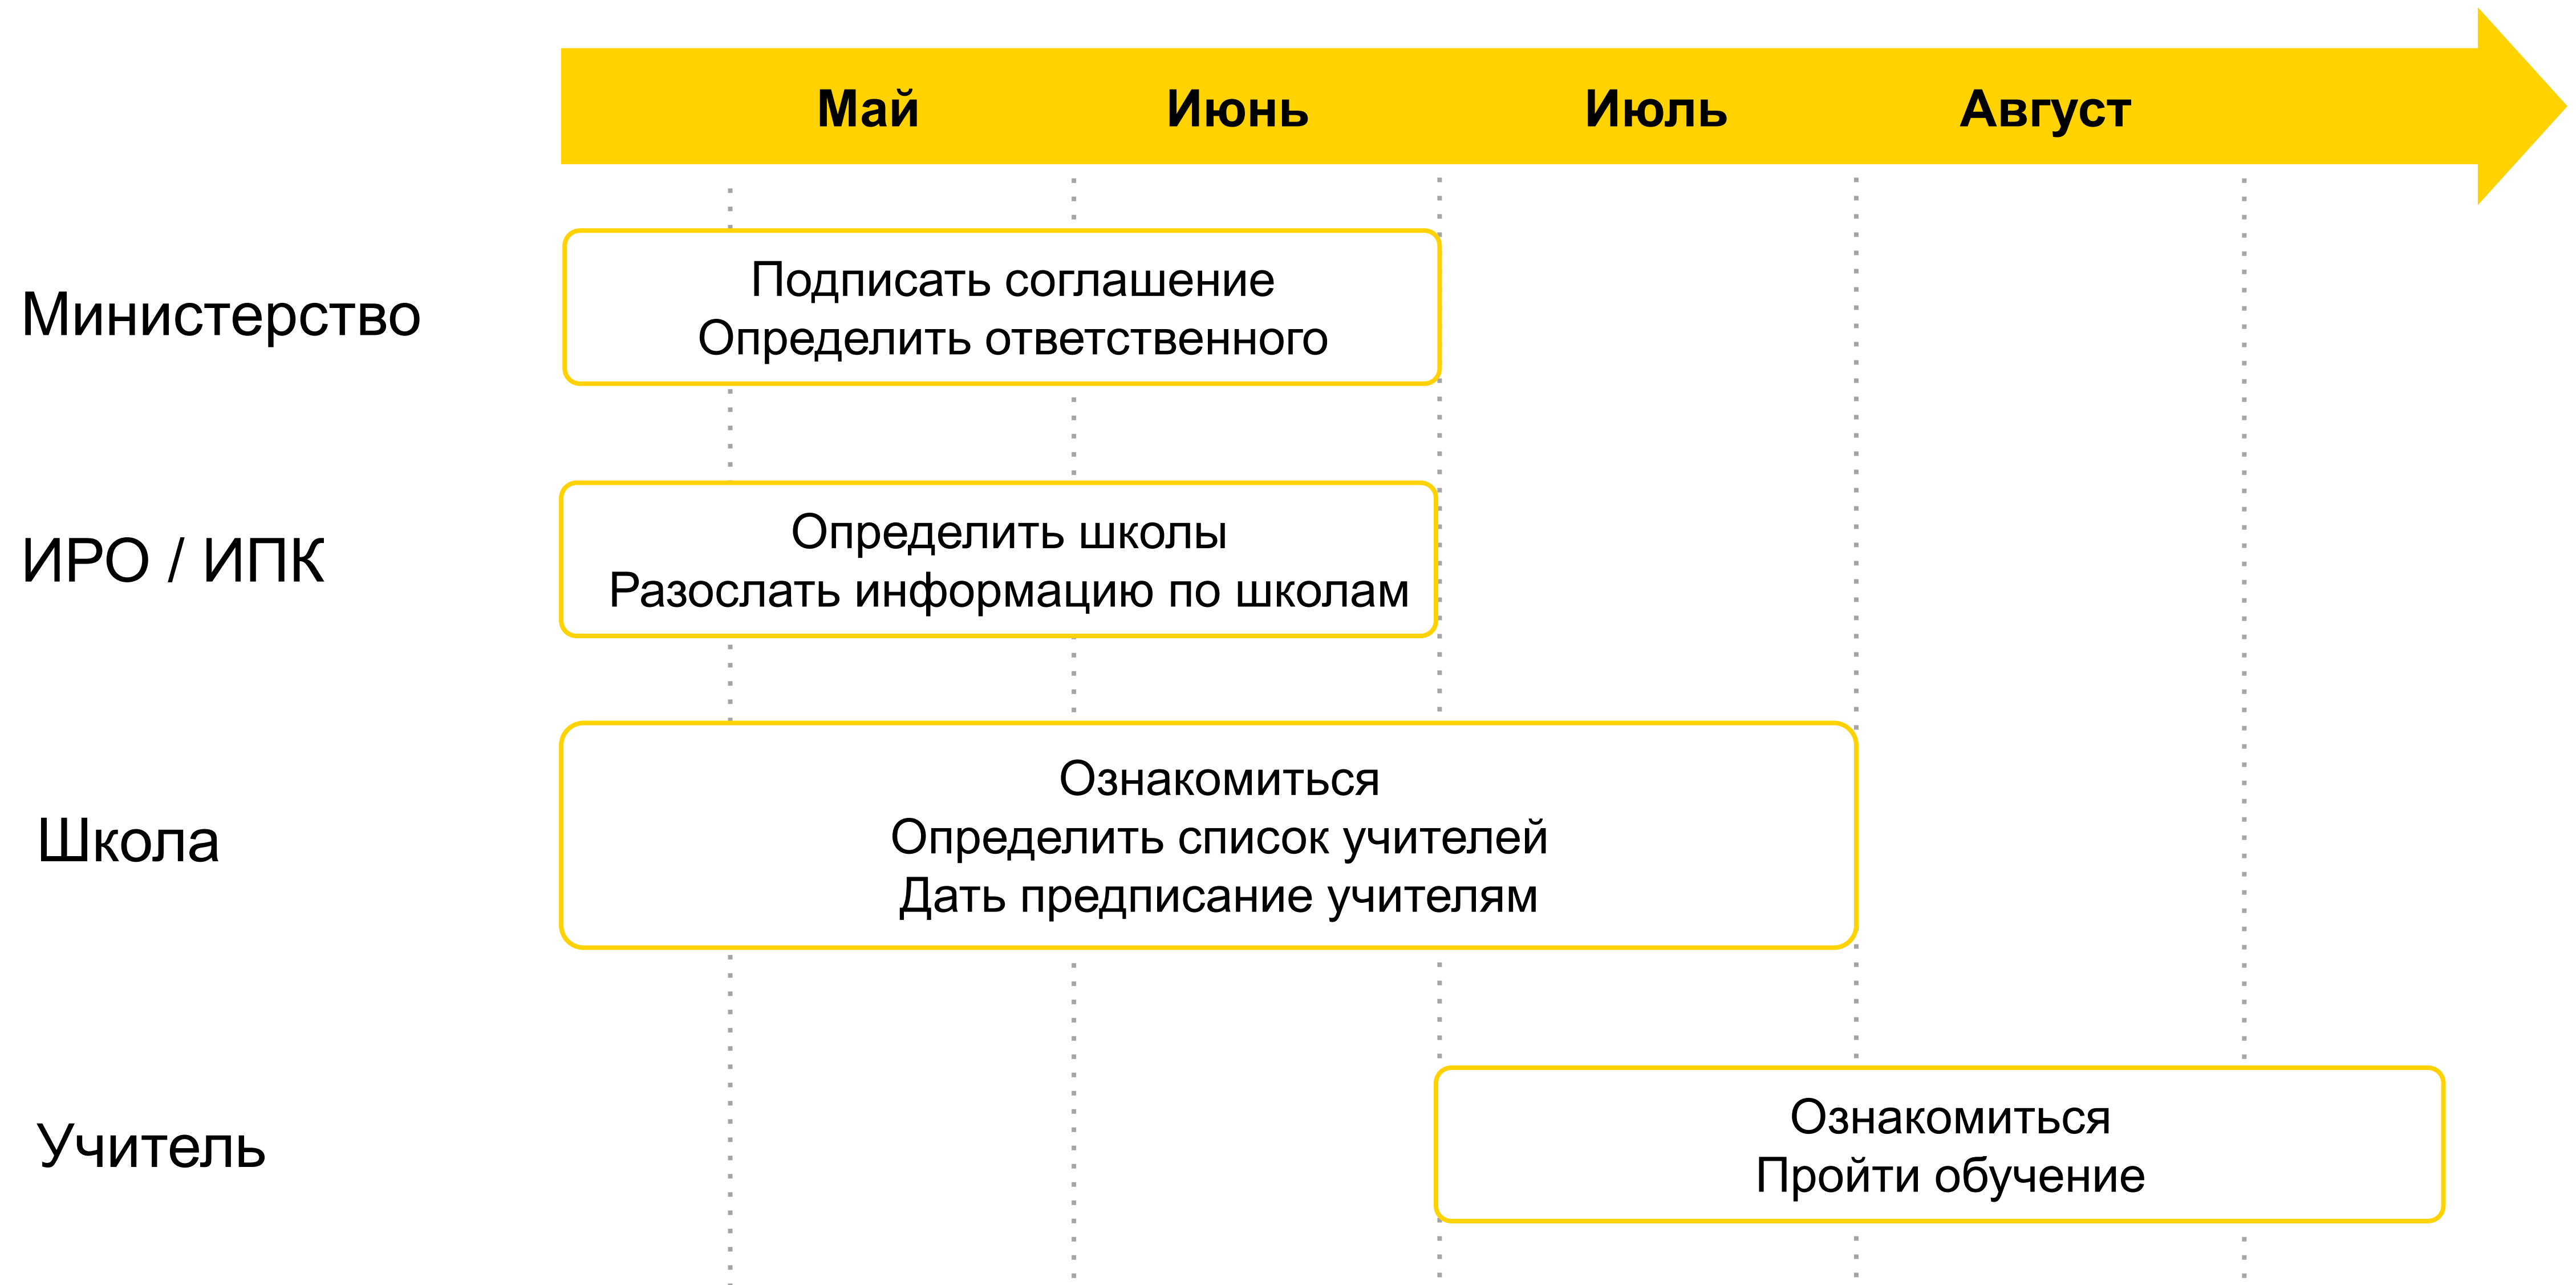 Май Июнь Июль Август
Министерство
Подписать соглашение
Определить ответственного
ИРО / ИПК
Определить школы
Разослать информацию по школам
Школа
Ознакомиться
Определить список учителей
Дать предписание учителям
Учитель
Ознакомиться
Пройти обучение